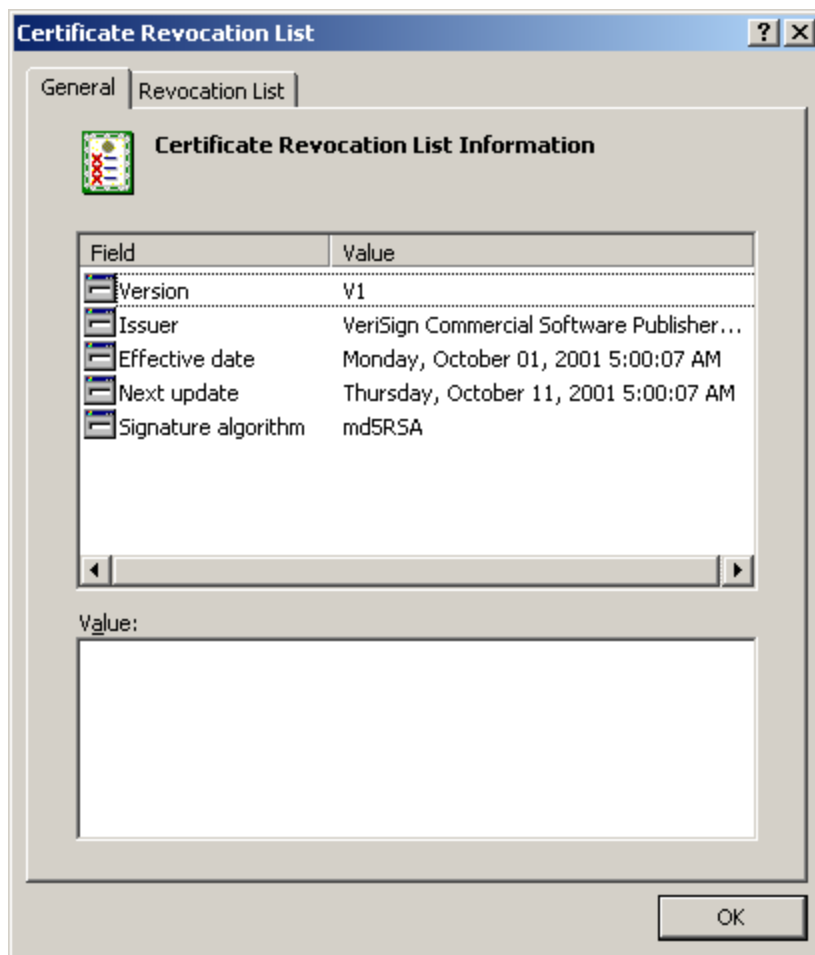 Certificate Revocation List
General Revocation List
Certificate Revocation List Information
Field Value
Version V1
Issuer VeriSign Commercial Software Publisher...
Effective date Monday, October 01, 2001 5:00:07 AM
Next update Thursday, October 11, 2001 5:00:07 AM
Signature algorithm md5RSA
Value:
OK